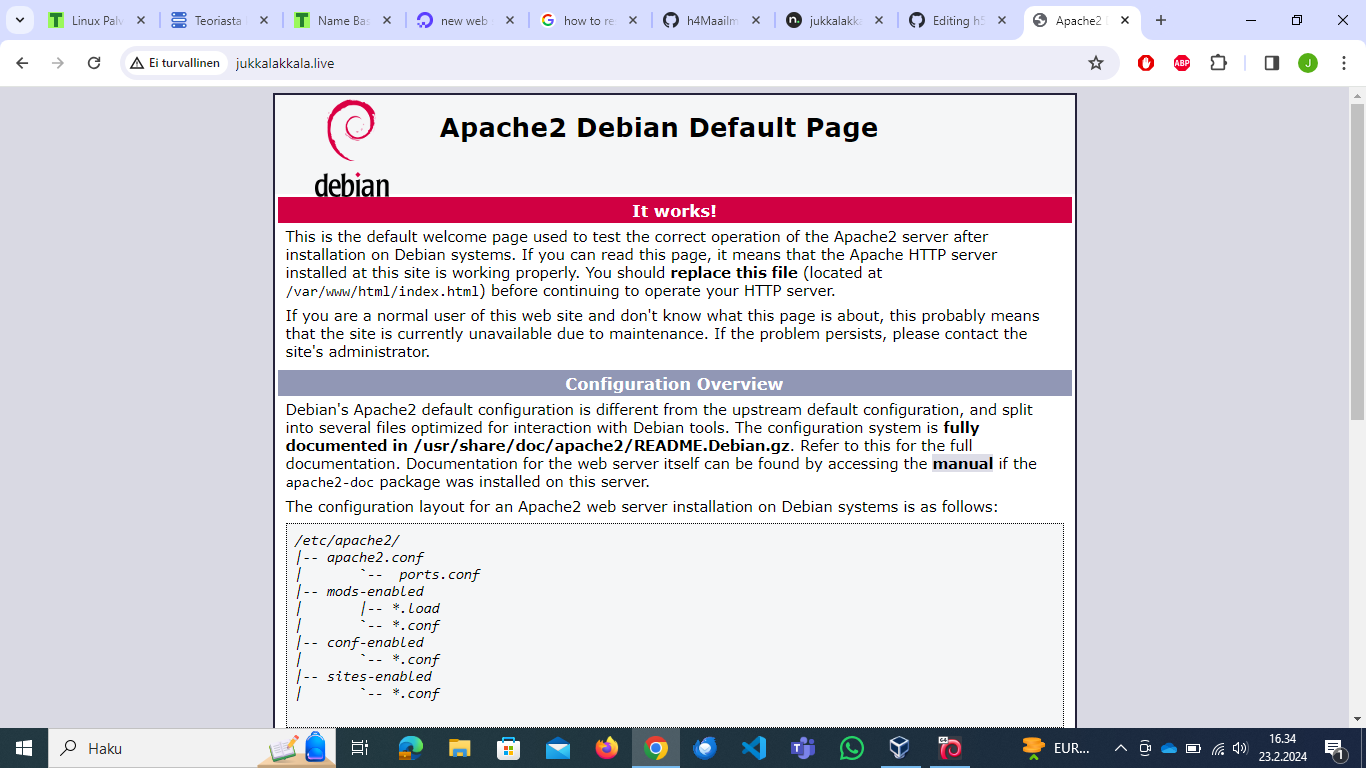 Linux Palv
Teoriasta
Name Bas
new web
how to re
h4Maailm
jukkalakka
Editing h5
Apache2
Ei turvallinen
jukkalakkala.live
ABP
J
debian
Apache2 Debian Default Page
It works!
This is the default welcome page used to test the correct operation of the Apache2 server after
installation on Debian systems. If you can read this page, it means that the Apache HTTP server
installed at this site is working properly. You should replace this file (located at
/var/www/html/index.html) before continuing to operate your HTTP server.
If you are a normal user of this web site and don't know what this page is about, this probably means
that the site is currently unavailable due to maintenance. If the problem persists, please contact the
site's administrator.
Configuration Overview
Debian's Apache2 default configuration is different from the upstream default configuration, and split
into several files optimized for interaction with Debian tools. The configuration system is fully
documented in /usr/share/doc/apache2/README.Debian.gz. Refer to this for the full
documentation. Documentation for the web server itself can be found by accessing the manual if the
apache2-doc package was installed on this server.
The configuration layout for an Apache2 web server installation on Debian systems is as follows:
/etc/apache2/
|-- apache2.conf
|       `--  ports.conf
|-- mods-enabled
|       |-- *.load
|       `-- *.conf
|-- conf-enabled
|       `-- *.conf
|-- sites-enabled
|       `-- *.conf
Haku
64
EUR...
16.34
23.2.2024
1